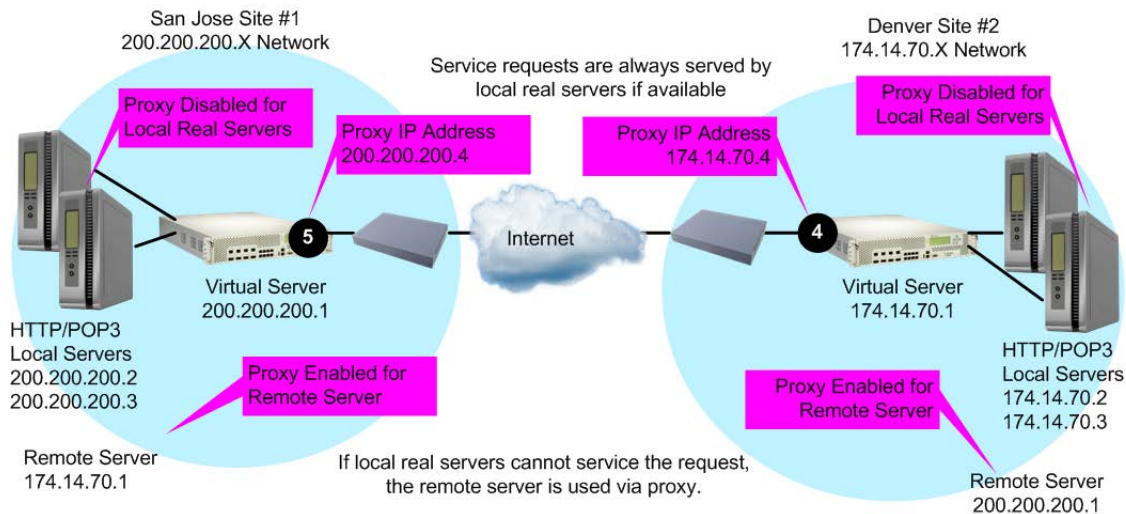 San Jose Site #1
200.200.200.X Network
Denver Site #2
174.14.70.X Network
Service requests are always served by
local real servers if available
Proxy Disabled for
Local Real Servers
Proxy IP Address
200.200.200.4
Proxy IP Address
174.14.70.4
Proxy Disabled for
Local Real Servers
5
Internet
4
Virtual Server
200.200.200.1
Virtual Server
174.14.70.1
HTTP/POP3
Local Servers
200.200.200.2
200.200.200.3
HTTP/POP3
Local Servers
174.14.70.2
174.14.70.3
Proxy Enabled for
Remote Server
Proxy Enabled for
Remote Server
Remote Server
174.14.70.1
If local real servers cannot service the request,
the remote server is used via proxy.
Remote Server
200.200.200.1